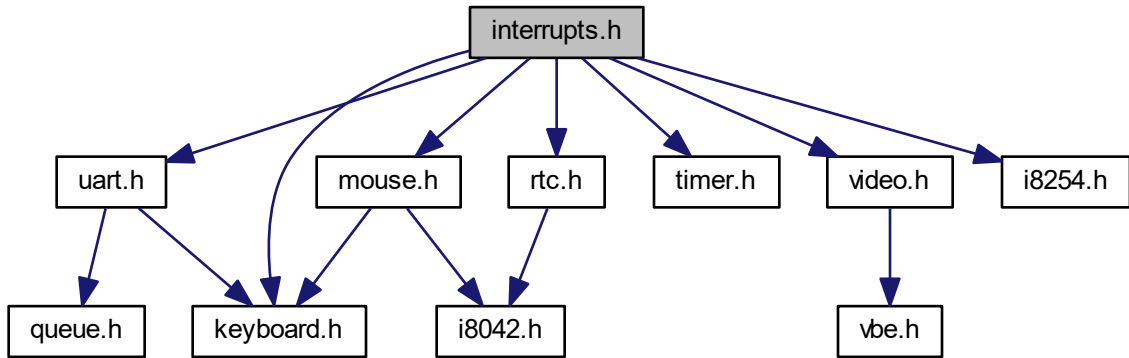 interrupts.h
uart.h
mouse.h
rtc.h
timer.h
video.h
i8254.h
queue.h
keyboard.h
i8042.h
vbe.h